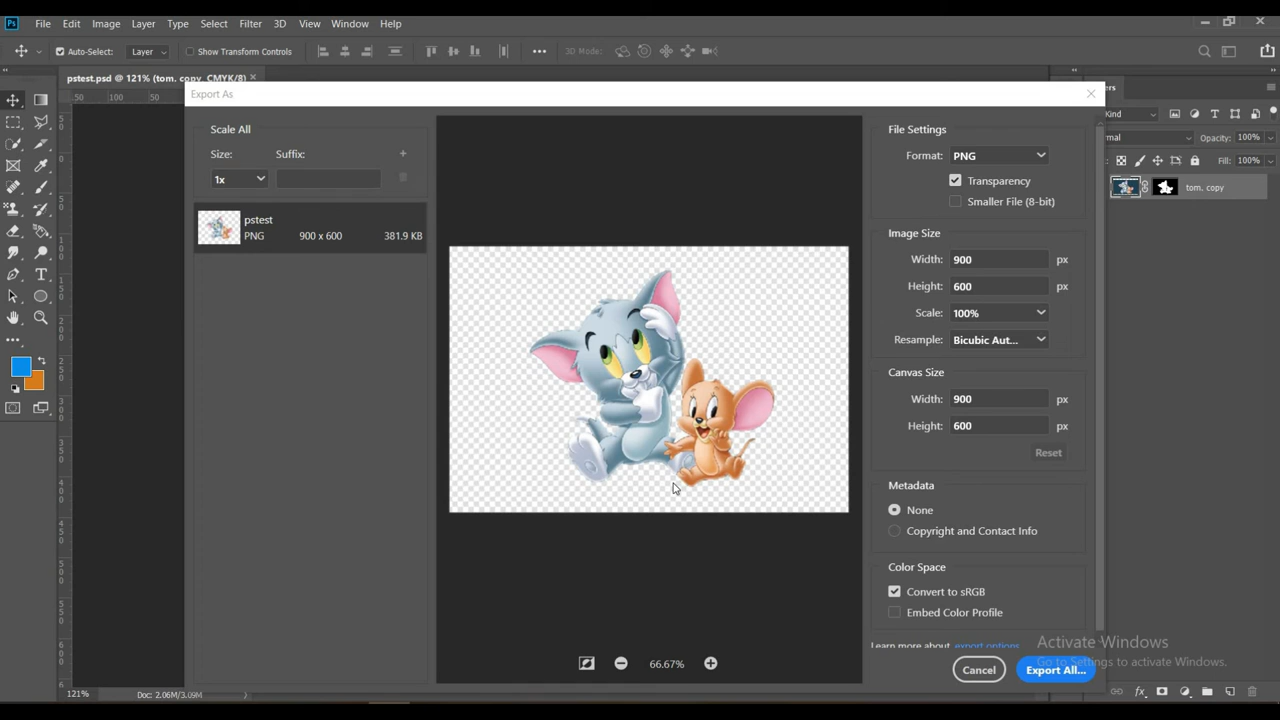 Ps File Edit Image Layer Type Select Filter 3D View Window Help
Auto-Select: Layer Show Transform Controls 3D Mode:
pstest.psd @ 121% (tom. copy, CMYK/8)
Export As
Scale All
Size: Suffix:
1x
pstest
PNG 900 x 600 381.9 KB
66.67%
File Settings
Format: PNG
Transparency
Smaller File (8-bit)
Image Size
Width: 900 px
Height: 600 px
Scale: 100%
Resample: Bicubic Aut...
Canvas Size
Width: 900 px
Height: 600 px
Reset
Metadata
None
Copyright and Contact Info
Color Space
Convert to sRGB
Embed Color Profile
Learn more about export options.
Cancel Export All...
ers
Kind
mal Opacity: 100%
Fill: 100%
tom. copy
Activate Windows
Go to Settings to activate Windows.
121% Doc: 2.06M/3.09M
50 100 50